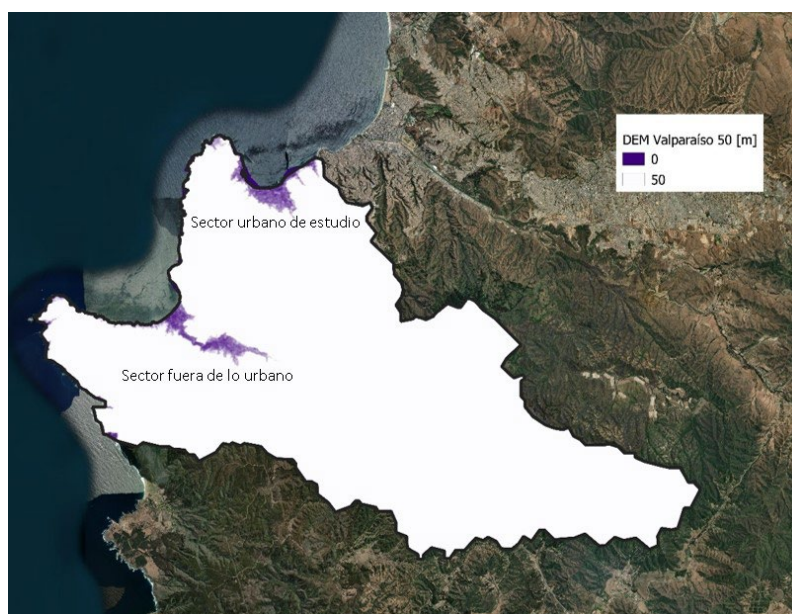 DEM Valparaíso 50 [m]
0
50
Sector urbano de estudio
Sector fuera de lo urbano